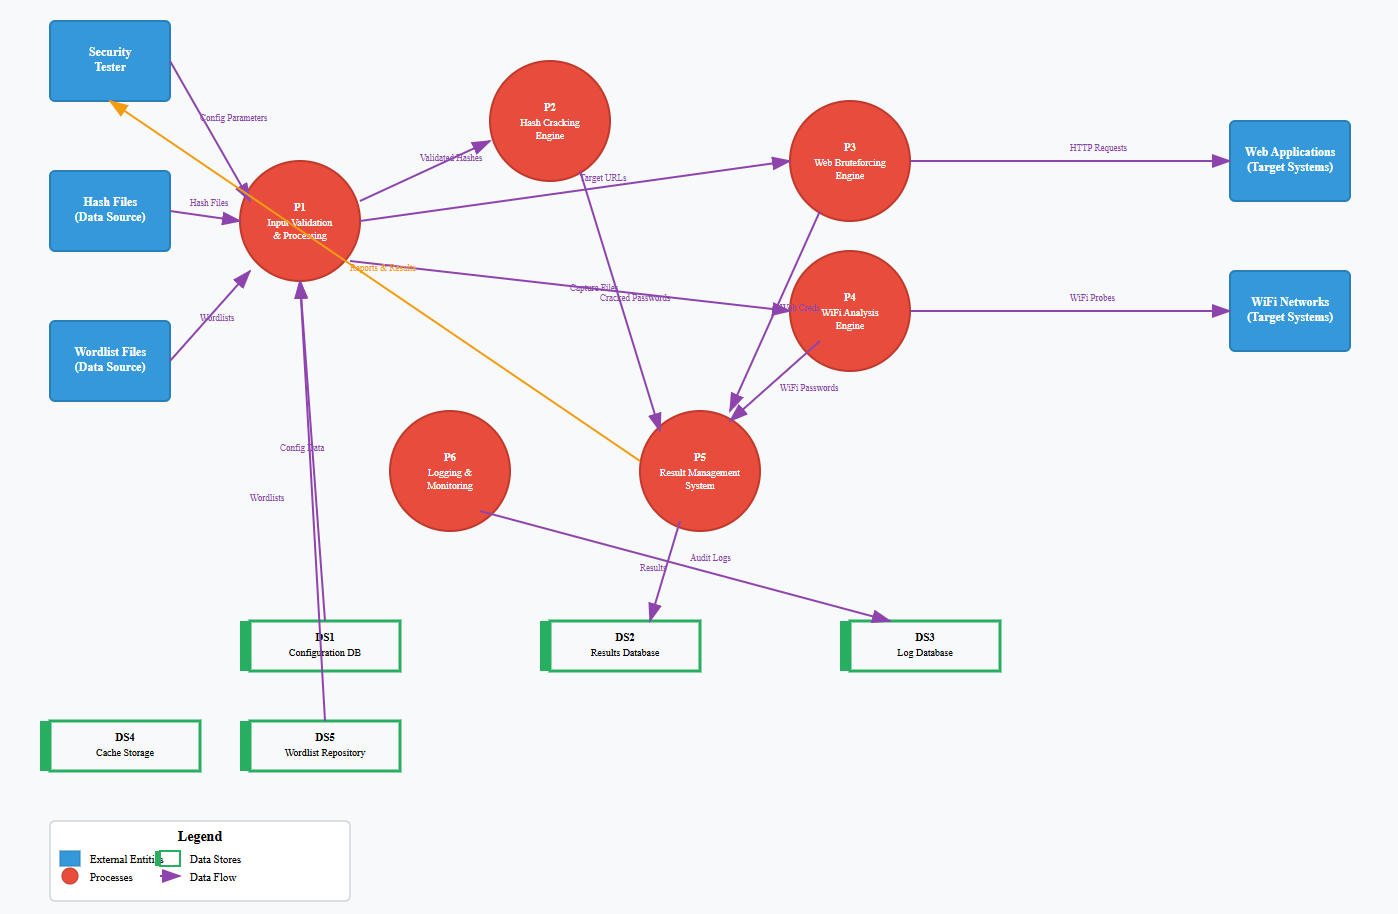 Security
Tester
Config Parameters
Hash Files
(Data Source)
Hash Files
Wordlist Files
(Data Source)
Wordlists
P1
Input Validation
& Processing
P2
Hash Cracking
Engine
Validated Hashes
Target URLs
P3
Web Bruteforcing
Engine
HTTP Requests
Web Applications
(Target Systems)
Reports & Results
Capture Files
Cracked Passwords
Web Creds
P4
WiFi Analysis
Engine
WiFi Probes
WiFi Networks
(Target Systems)
WiFi Passwords
P6
Logging &
Monitoring
P5
Result Management
System
Config Data
Wordlists
Audit Logs
Results
DS1
Configuration DB
DS2
Results Database
DS3
Log Database
DS4
Cache Storage
DS5
Wordlist Repository
Legend
External Entities
Data Stores
Processes
Data Flow